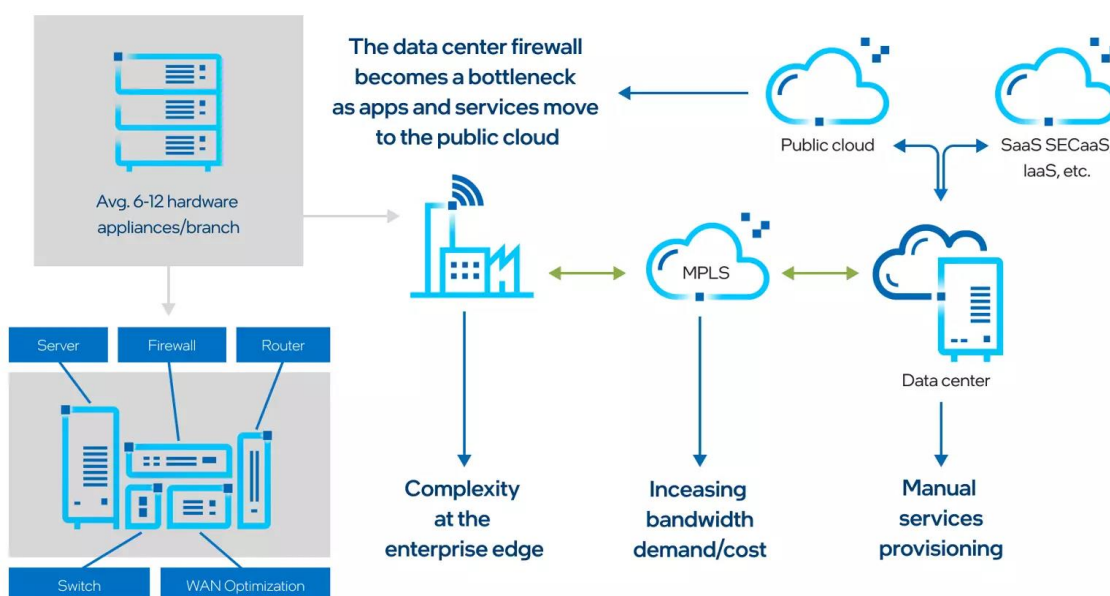 The data center firewall
becomes a bottleneck
as apps and services move
to the public cloud
Public cloud
SaaS SECaaS
IaaS, etc.
Avg. 6-12 hardware
appliances/branch
MPLS
Data center
Server
Firewall
Router
Switch
WAN Optimization
Complexity
at the
enterprise edge
Inceasing
bandwidth
demand/cost
Manual
services
provisioning